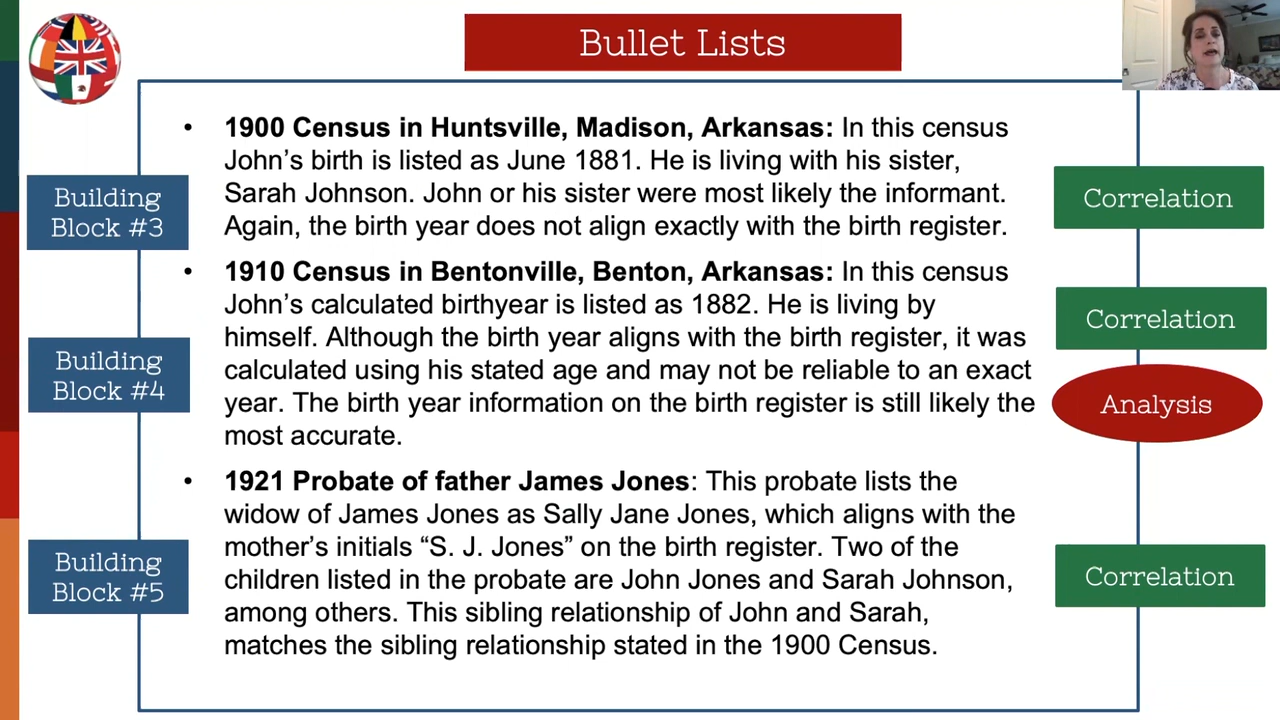 Bullet Lists
• 1900 Census in Huntsville, Madison, Arkansas: In this census
John’s birth is listed as June 1881. He is living with his sister,
Sarah Johnson. John or his sister were most likely the informant.
Again, the birth year does not align exactly with the birth register.
Building
Block #3
Correlation
• 1910 Census in Bentonville, Benton, Arkansas: In this census
John’s calculated birthyear is listed as 1882. He is living by
himself. Although the birth year aligns with the birth register, it was
calculated using his stated age and may not be reliable to an exact
year. The birth year information on the birth register is still likely the
most accurate.
Building
Block #4
Correlation
Analysis
• 1921 Probate of father James Jones: This probate lists the
widow of James Jones as Sally Jane Jones, which aligns with the
mother’s initials “S. J. Jones” on the birth register. Two of the
children listed in the probate are John Jones and Sarah Johnson,
among others. This sibling relationship of John and Sarah,
matches the sibling relationship stated in the 1900 Census.
Building
Block #5
Correlation